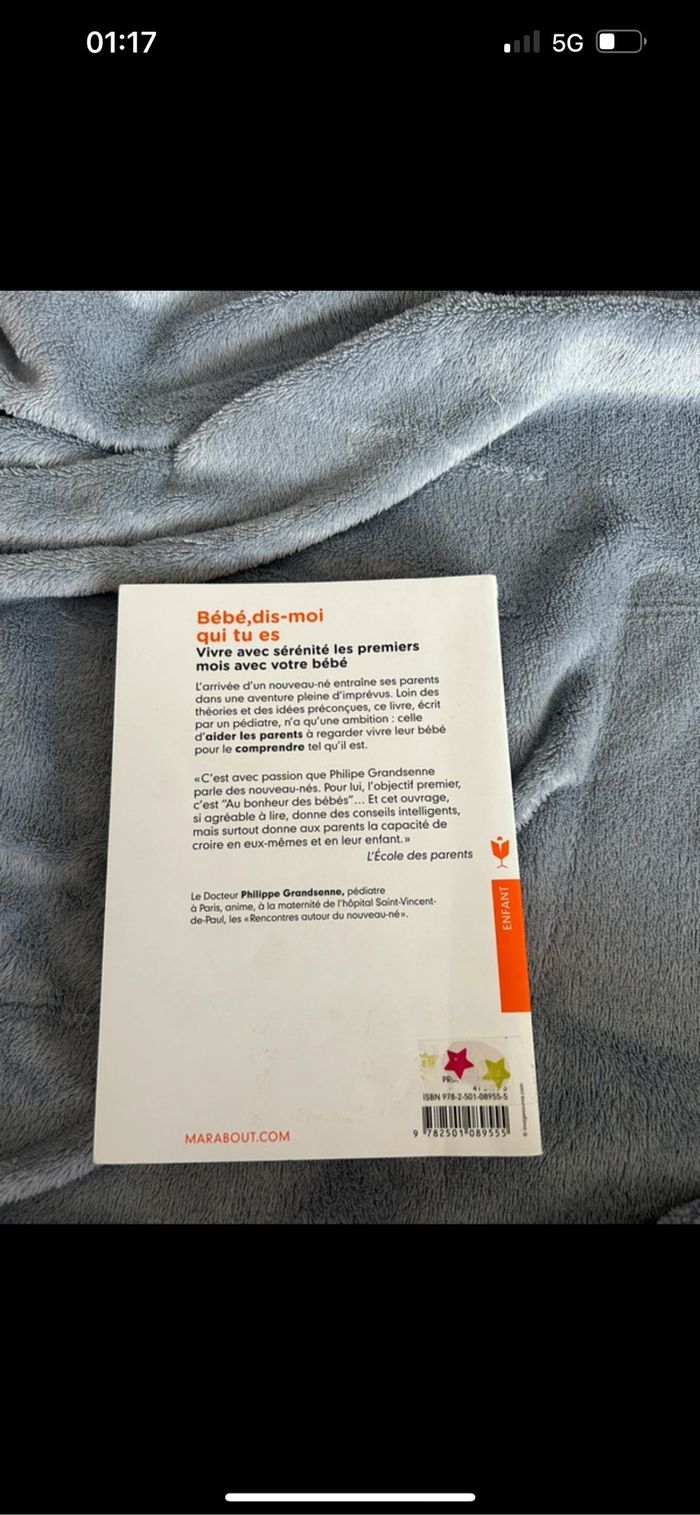 01:17
5G
Bébé,dis-moi
qui tu es
Vivre avec sérénité les premiers
mois avec votre bébé
L'arrivée d'un nouveau-né entraîne ses parents
dans une aventure pleine d'imprévus. Loin des
théories et des idées préconçues, ce livre, écrit
par un pédiatre, n'a qu'une ambition : celle
d'aider les parents à regarder vivre leur bébé
pour le comprendre tel qu'il est.
«C'est avec passion que Philipe Grandsenne
parle des nouveau-nés. Pour lui, l'objectif premier,
c'est "Au bonheur des bébés"... Et cet ouvrage,
si agréable à lire, donne des conseils intelligents,
mais surtout donne aux parents la capacité de
croire en eux-mêmes et en leur enfant.»
L'École des parents
Le Docteur Philippe Grandsenne, pédiatre
à Paris, anime, à la maternité de l'hôpital Saint-Vincent-
de-Paul, les «Rencontres autour du nouveau-né».
ENFANT
ISBN 978-2-501-08955-5
9 782501 089555
© imagesource.com
MARABOUT.COM